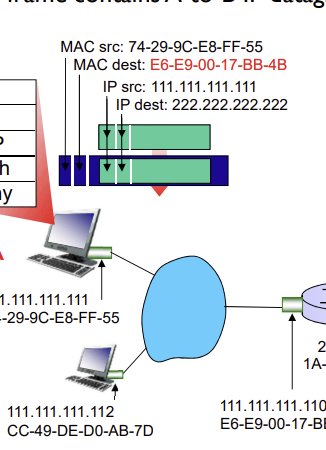 frame contains A-to-B IP datag
MAC src: 74-29-9C-E8-FF-55
MAC dest: E6-E9-00-17-BB-4B
IP src: 111.111.111.111
IP dest: 222.222.222.222
?
h
ny
A
1.111.111.111
-29-9C-E8-FF-55
111.111.111.112
CC-49-DE-D0-AB-7D
111.111.111.110
E6-E9-00-17-BB
2
1A-